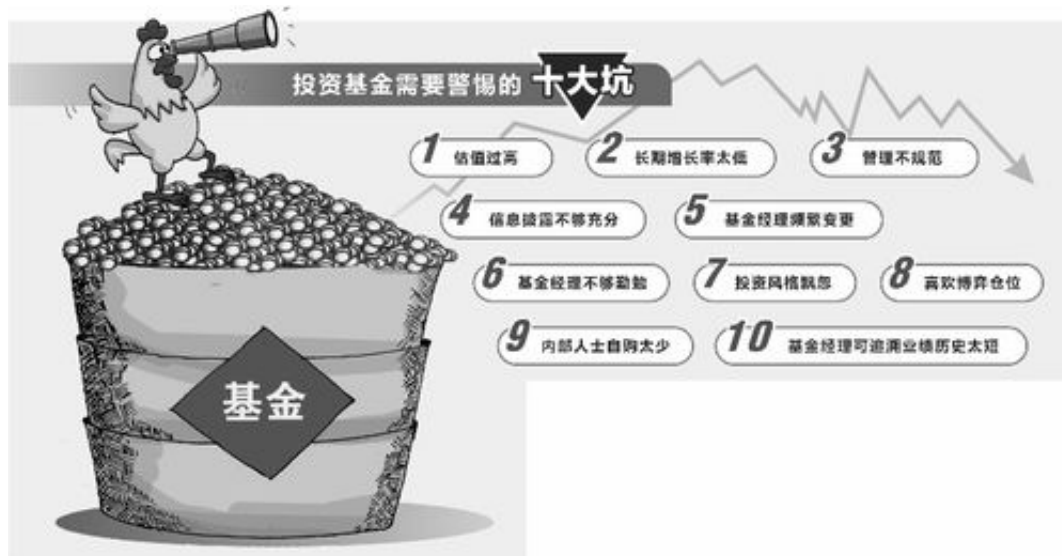 投资基金需要警惕的 十大坑
1 估值过高
2 长期增长率太低
3 管理不规范
4 信息披露不够充分
5 基金经理频繁变更
6 基金经理不够勤勉
7 投资风格飘忽
8 喜欢博弈仓位
9 内部人士自购太少
10 基金经理可追溯业绩历史太短
基金